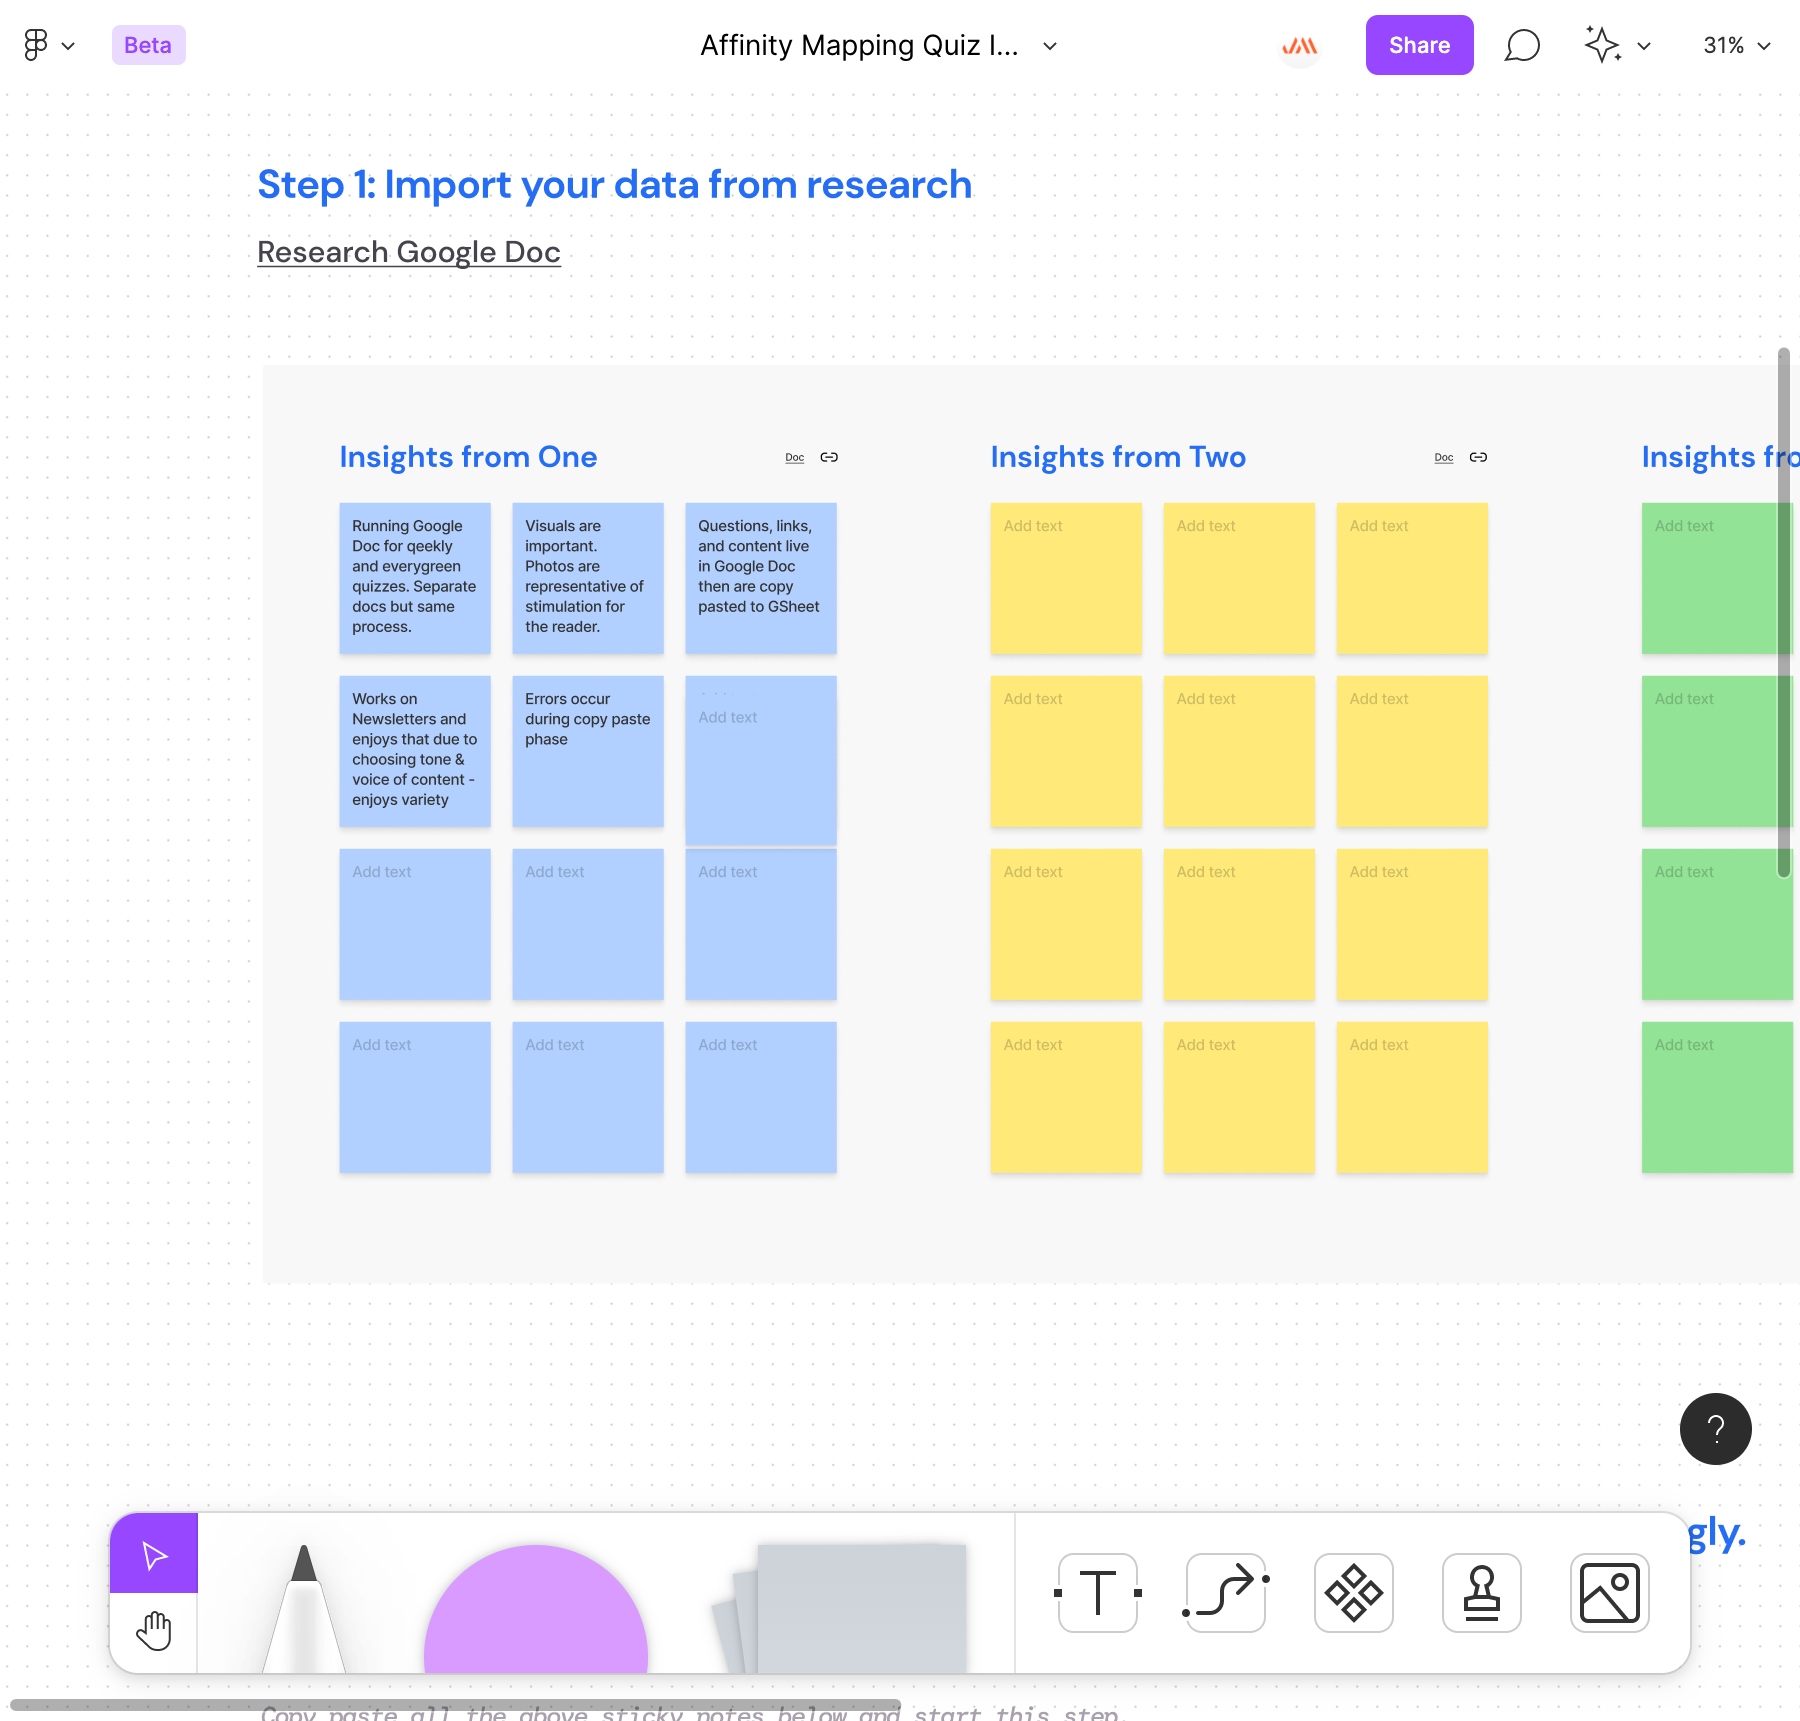 Beta
Affinity Mapping Quiz I...
Share
31%
Step 1: Import your data from research
Research Google Doc
Insights from One
Doc
Running Google
Doc for qeekly
and everygreen
quizzes. Separate
docs but same
process.
Visuals are
important.
Photos are
representative of
stimulation for
the reader.
Questions, links,
and content live
in Google Doc
then are copy
pasted to GSheet
Works on
Newsletters and
enjoys that due to
choosing tone &
voice of content -
enjoys variety
Errors occur
during copy paste
phase
Add text
Add text
Add text
Add text
Add text
Add text
Add text
Insights from Two
Doc
Add text
Add text
Add text
Add text
Add text
Add text
Add text
Add text
Add text
Add text
Add text
Add text
Insights fro
Add text
Add text
Add text
Add text
?
gly.
T
Copy paste all the above sticky notes below and start this step.